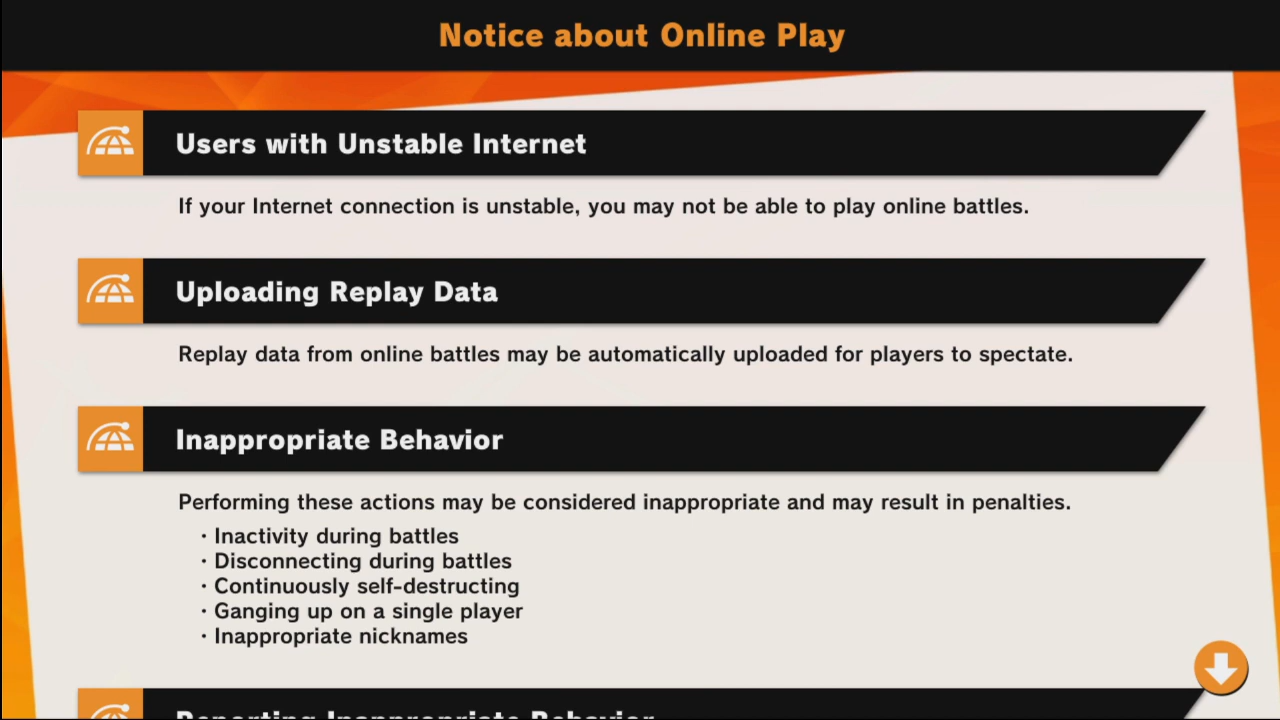 Notice about Online Play
Users with Unstable Internet
If your Internet connection is unstable, you may not be able to play online battles.
Uploading Replay Data
Replay data from online battles may be automatically uploaded for players to spectate.
Inappropriate Behavior
Performing these actions may be considered inappropriate and may result in penalties.
· Inactivity during battles
· Disconnecting during battles
· Continuously self-destructing
· Ganging up on a single player
· Inappropriate nicknames
Reporting Inappropriate Behavior